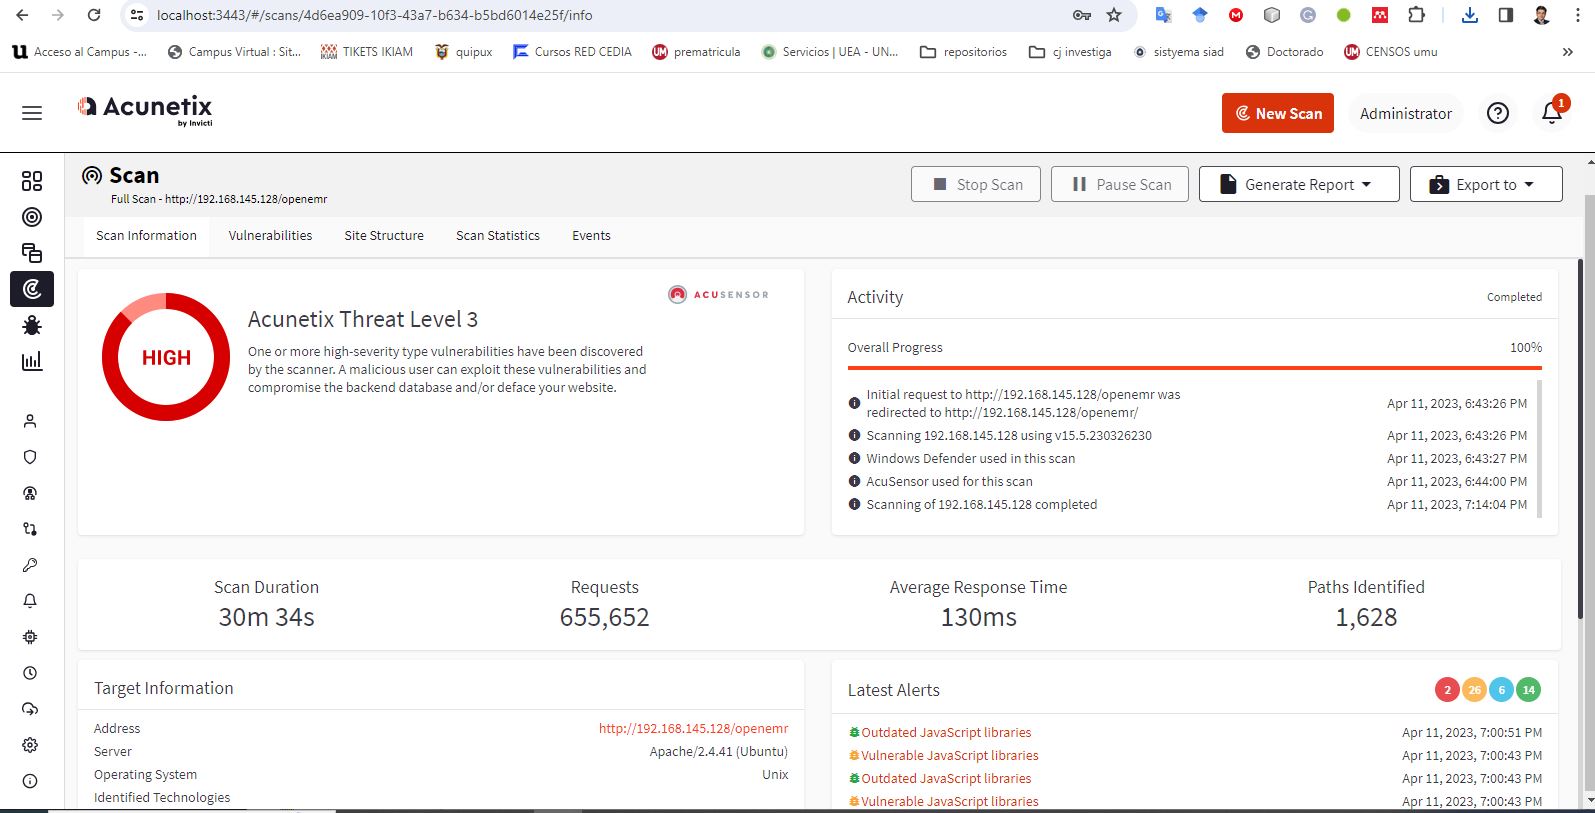 localhost:3443/#/scans/4d6ea909-10f3-43a7-b634-b5bd6014e25f/info
Acceso al Campus -...
Campus Virtual : Sit...
TIKETS IKIAM
quipux
Cursos RED CEDIA
prematricula
Servicios | UEA - UN...
repositorios
cj investiga
sistyema siad
Doctorado
CENSOS umu
Acunetix
by Invicti
New Scan
Administrator
1
Scan
Full Scan - http://192.168.145.128/openemr
Stop Scan
Pause Scan
Generate Report
Export to
Scan Information
Vulnerabilities
Site Structure
Scan Statistics
Events
ACUSENSOR
HIGH
Acunetix Threat Level 3
One or more high-severity type vulnerabilities have been discovered
by the scanner. A malicious user can exploit these vulnerabilities and
compromise the backend database and/or deface your website.
Activity
Completed
Overall Progress
100%
Initial request to http://192.168.145.128/openemr was
redirected to http://192.168.145.128/openemr/
Apr 11, 2023, 6:43:26 PM
Scanning 192.168.145.128 using v15.5.230326230
Apr 11, 2023, 6:43:26 PM
Windows Defender used in this scan
Apr 11, 2023, 6:43:27 PM
AcuSensor used for this scan
Apr 11, 2023, 6:44:00 PM
Scanning of 192.168.145.128 completed
Apr 11, 2023, 7:14:04 PM
Scan Duration
30m 34s
Requests
655,652
Average Response Time
130ms
Paths Identified
1,628
Target Information
Address
http://192.168.145.128/openemr
Server
Apache/2.4.41 (Ubuntu)
Operating System
Unix
Identified Technologies
Latest Alerts
2
26
6
14
Outdated JavaScript libraries
Apr 11, 2023, 7:00:51 PM
Vulnerable JavaScript libraries
Apr 11, 2023, 7:00:43 PM
Outdated JavaScript libraries
Apr 11, 2023, 7:00:43 PM
Vulnerable JavaScript libraries
Apr 11, 2023, 7:00:43 PM